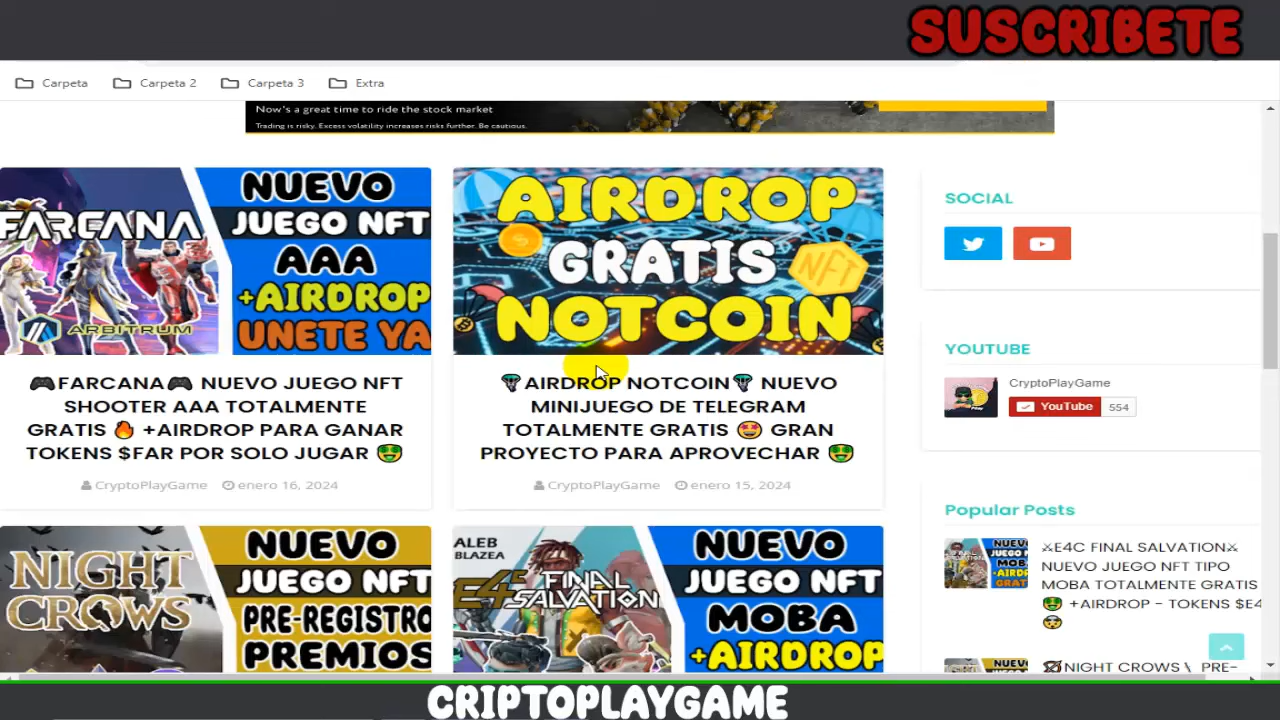 SUSCRIBETE
Carpeta
Carpeta 2
Carpeta 3
Extra
Now's a great time to ride the stock market
Trading is risky. Excess volatility increases risks further. Be cautious.
FARCANA
ARBITRUM
NUEVO
JUEGO NFT
AAA
+AIRDROP
UNETE YA
🎮FARCANA🎮 NUEVO JUEGO NFT
SHOOTER AAA TOTALMENTE
GRATIS 🔥 +AIRDROP PARA GANAR
TOKENS $FAR POR SOLO JUGAR 🤑
CryptoPlayGame enero 16, 2024
AIRDROP
GRATIS
NFT
NOTCOIN
🪂AIRDROP NOTCOIN🪂 NUEVO
MINIJUEGO DE TELEGRAM
TOTALMENTE GRATIS 🤩 GRAN
PROYECTO PARA APROVECHAR 🤑
CryptoPlayGame enero 15, 2024
NIGHT
CROWS
NUEVO
JUEGO NFT
PRE-REGISTRO
PREMIOS
ALEB
BLAZEA
FINAL
SALVATION
NUEVO
JUEGO NFT
MOBA
+AIRDROP
SOCIAL
YOUTUBE
CryptoPlayGame
YouTube 554
Popular Posts
⚔E4C FINAL SALVATION⚔
NUEVO JUEGO NFT TIPO
MOBA TOTALMENTE GRATIS
🤑 +AIRDROP - TOKENS $E4
😲
NIGHT CROWS \ PRE-
CRIPTOPLAYGAME